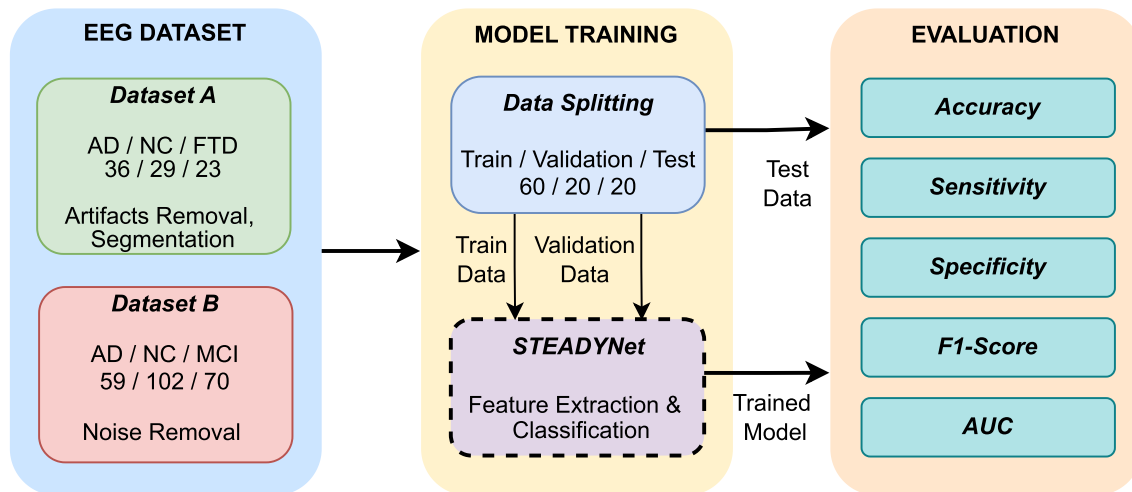 EEG DATASET
Dataset A
AD / NC / FTD
36 / 29 / 23
Artifacts Removal,
Segmentation
Dataset B
AD / NC / MCI
59 / 102 / 70
Noise Removal
MODEL TRAINING
Data Splitting
Train / Validation / Test
60 / 20 / 20
Train
Data
Validation
Data
STEADYNet
Feature Extraction &
Classification
Test
Data
Trained
Model
EVALUATION
Accuracy
Sensitivity
Specificity
F1-Score
AUC